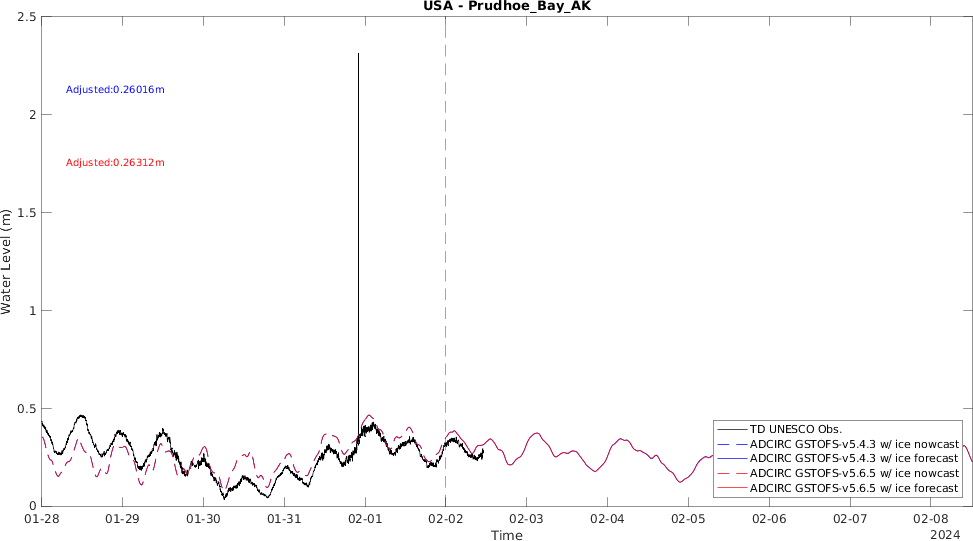 USA - Prudhoe_Bay_AK
2.5
2
1.5
1
0.5
0
Water Level (m)
Adjusted:0.26016m
Adjusted:0.26312m
TD UNESCO Obs.
ADCIRC GSTOFS-v5.4.3 w/ ice nowcast
ADCIRC GSTOFS-v5.4.3 w/ ice forecast
ADCIRC GSTOFS-v5.6.5 w/ ice nowcast
ADCIRC GSTOFS-v5.6.5 w/ ice forecast
01-28 01-29 01-30 01-31 02-01 02-02 02-03 02-04 02-05 02-06 02-07 02-08
Time
2024